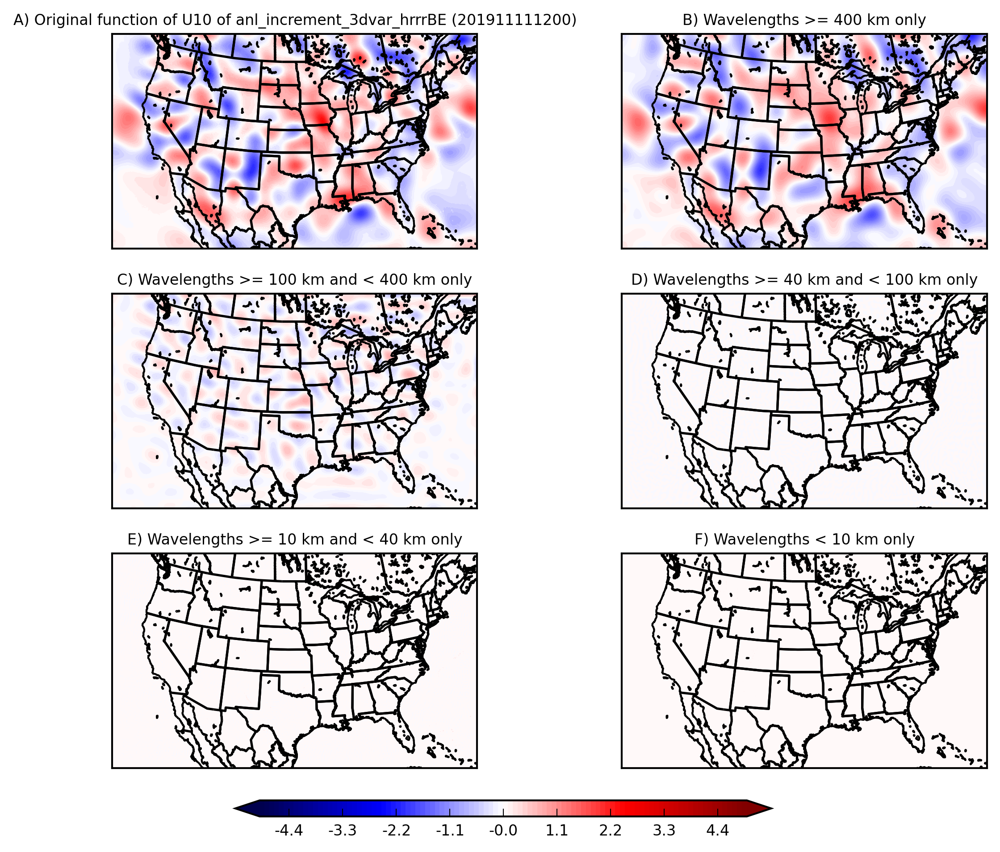 A) Original function of U10 of anl_increment_3dvar_hrrrBE (201911111200)
B) Wavelengths >= 400 km only
C) Wavelengths >= 100 km and < 400 km only
D) Wavelengths >= 40 km and < 100 km only
E) Wavelengths >= 10 km and < 40 km only
F) Wavelengths < 10 km only
-4.4 -3.3 -2.2 -1.1 -0.0 1.1 2.2 3.3 4.4